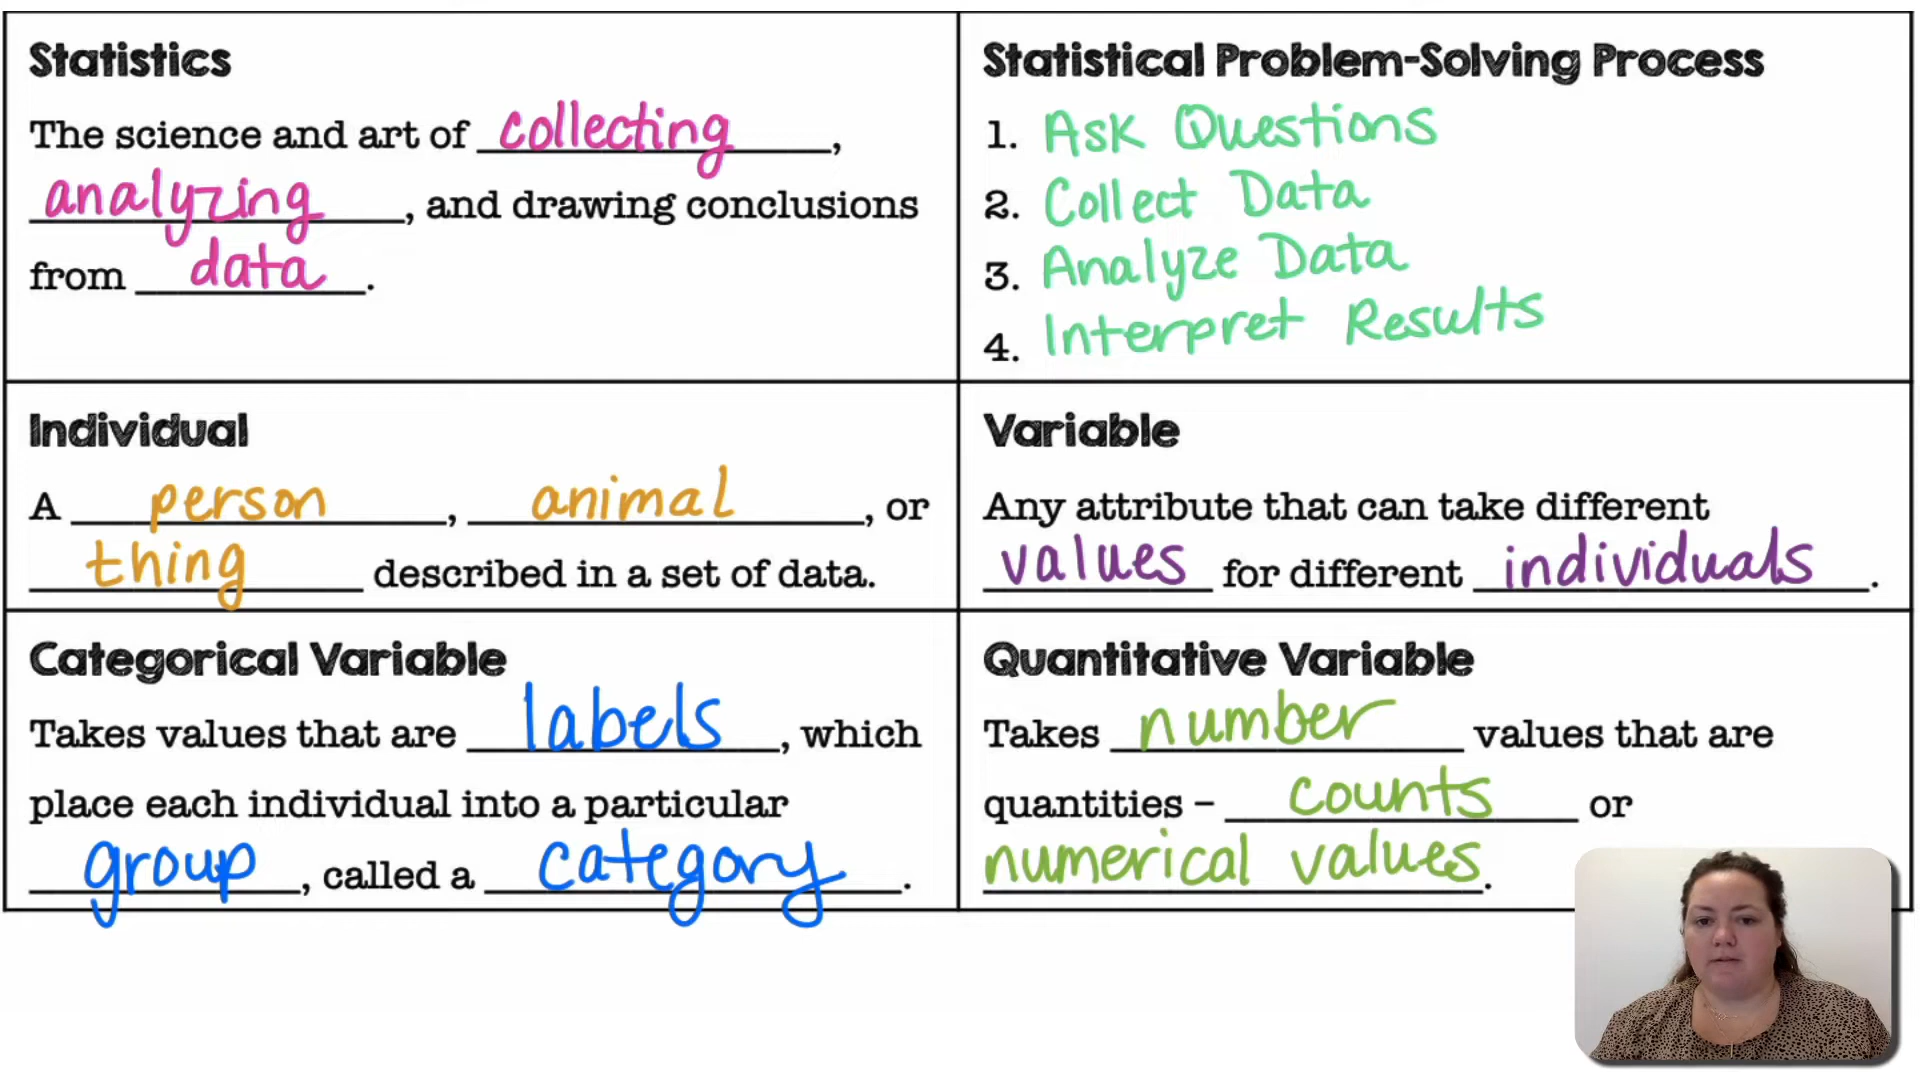 Statistics
The science and art of collecting,
analyzing, and drawing conclusions
from data.
Statistical Problem-Solving Process
1. Ask Questions
2. Collect Data
3. Analyze Data
4. Interpret Results
Individual
A person, animal, or
thing described in a set of data.
Variable
Any attribute that can take different
values for different individuals.
Categorical Variable
Takes values that are labels, which
place each individual into a particular
group, called a category.
Quantitative Variable
Takes number values that are
quantities – counts or
numerical values.